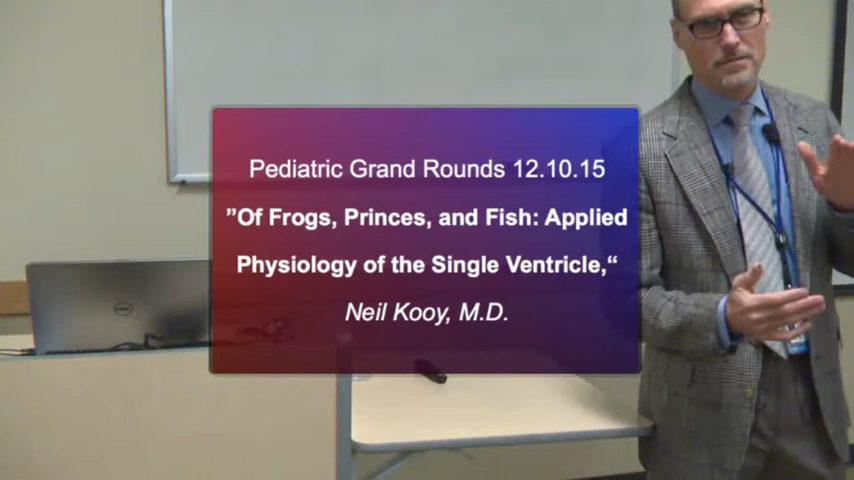 Pediatric Grand Rounds 12.10.15
”Of Frogs, Princes, and Fish: Applied
Physiology of the Single Ventricle,“
Neil Kooy, M.D.
DELL